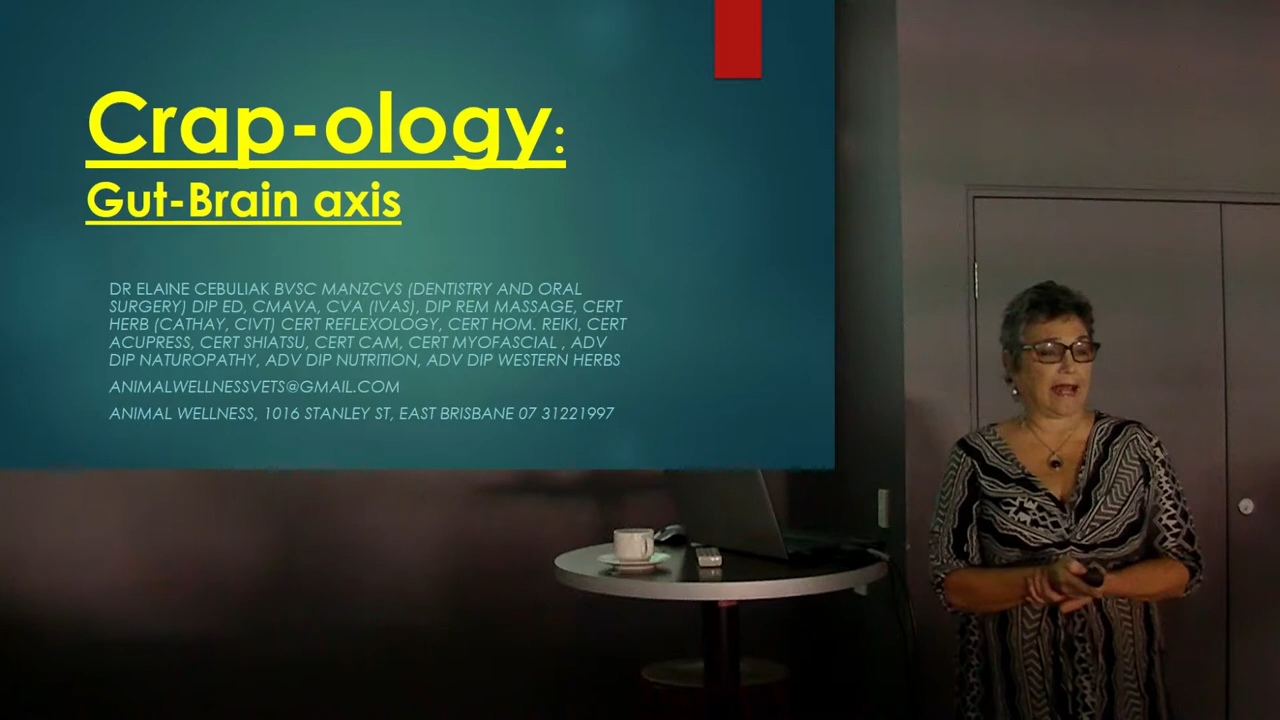 Crap-ology:
Gut-Brain axis
DR ELAINE CEBULIAK BVSC MANZCVS (DENTISTRY AND ORAL
SURGERY) DIP ED, CMAVA, CVA (IVAS), DIP REM MASSAGE, CERT
HERB (CATHAY, CIVT) CERT REFLEXOLOGY, CERT HOM. REIKI, CERT
ACUPRESS, CERT SHIATSU, CERT CAM, CERT MYOFASCIAL , ADV
DIP NATUROPATHY, ADV DIP NUTRITION, ADV DIP WESTERN HERBS
ANIMALWELLNESSVETS@GMAIL.COM
ANIMAL WELLNESS, 1016 STANLEY ST, EAST BRISBANE 07 31221997